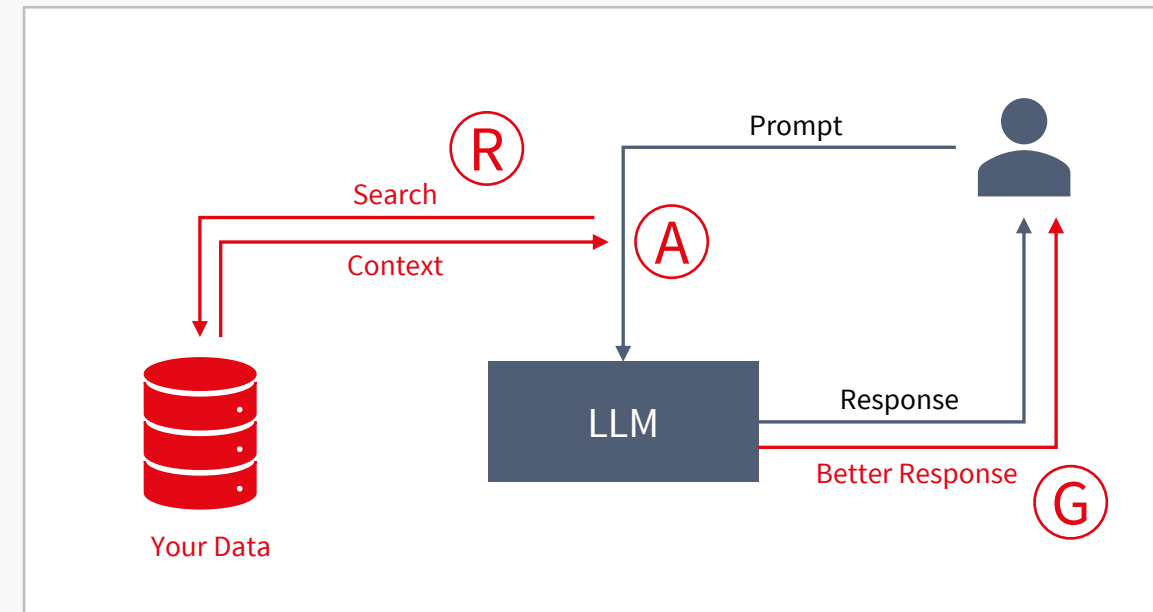 Prompt
R
Search
A
Context
LLM
Response
Better Response
G
Your Data